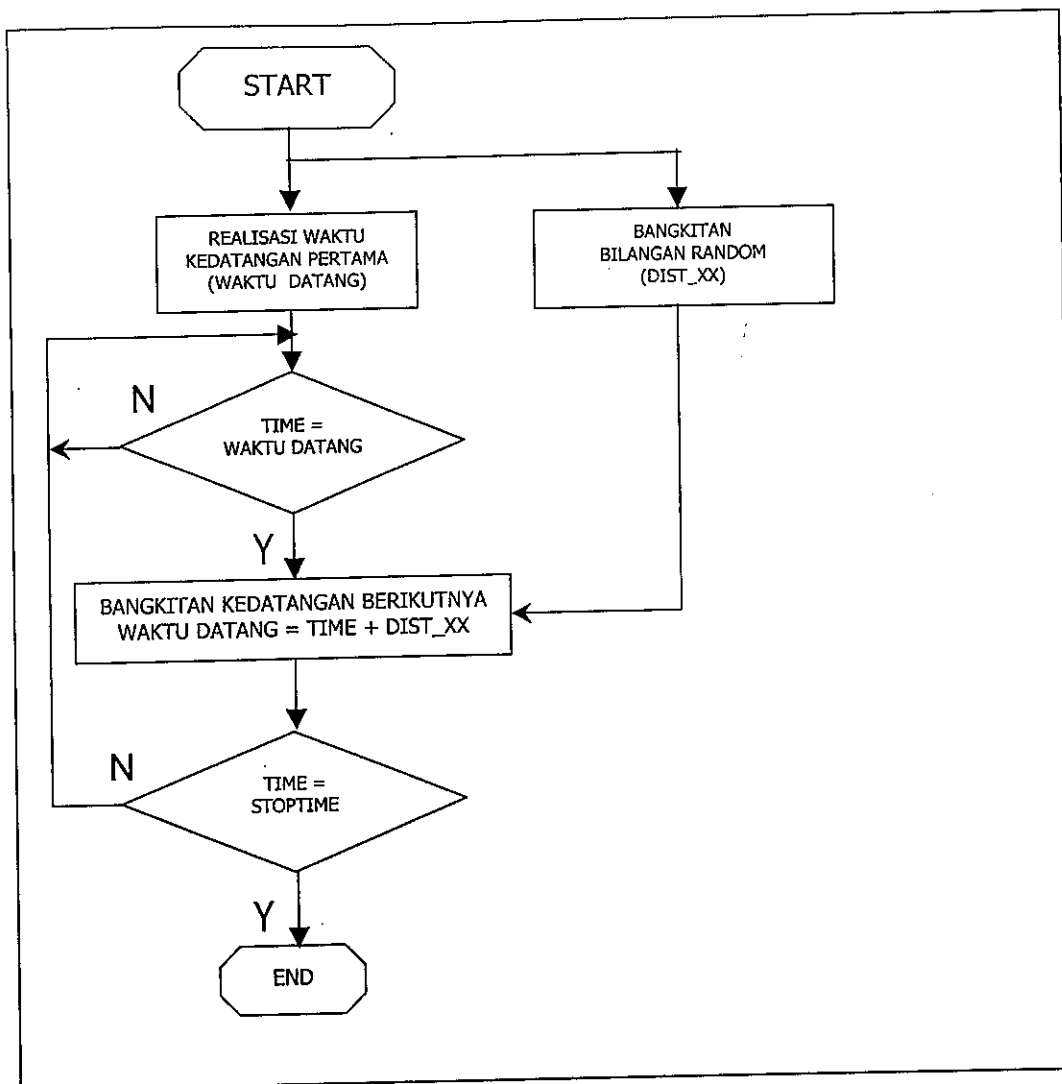 START
REALISASI WAKTU
KEDATANGAN PERTAMA
(WAKTU DATANG)
BANGKITAN
BILANGAN RANDOM
(DIST_XX)
N
TIME =
WAKTU DATANG
Y
BANGKITAN KEDATANGAN BERIKUTNYA
WAKTU DATANG = TIME + DIST_XX
N
TIME =
STOPTIME
Y
END